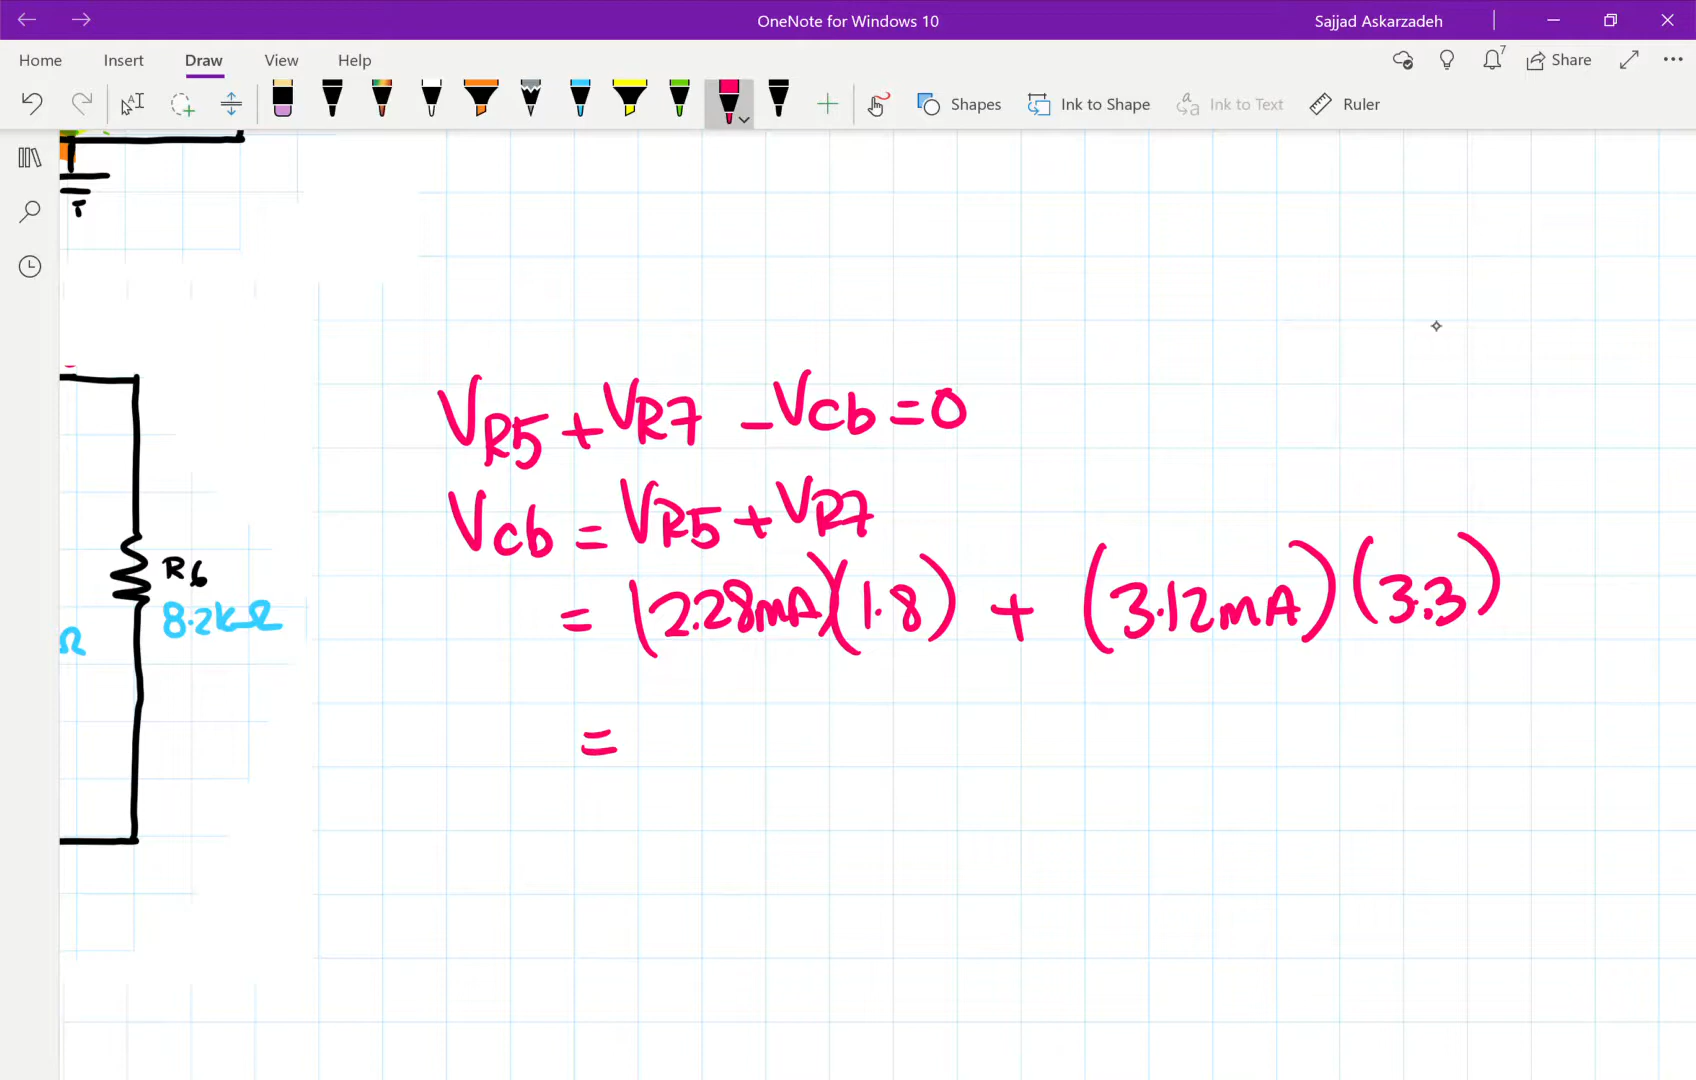 OneNote for Windows 10
Sajjad Askarzadeh
Home Insert Draw View Help
7 Share
Shapes Ink to Shape Ink to Text Ruler
VR5 + VR7 - Vcb = 0
Vcb = VR5 + VR7
= (2.28mA)(1.8) + (3.12mA)(3.3)
=
R6
8.2kΩ
Ω